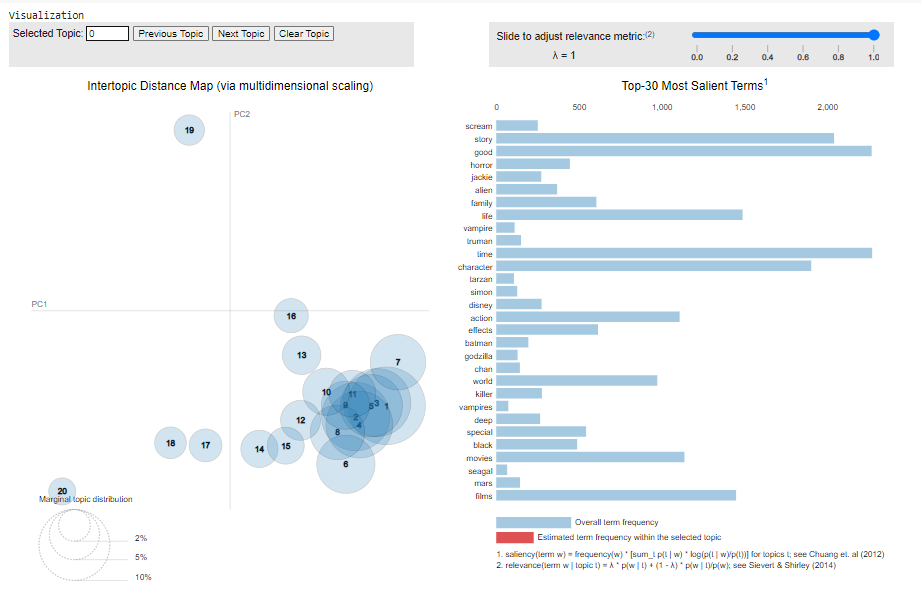 Visualization
Selected Topic: 0 Previous Topic Next Topic Clear Topic
Slide to adjust relevance metric:(2)
λ = 1
0.0 0.2 0.4 0.6 0.8 1.0
Intertopic Distance Map (via multidimensional scaling)
PC2
PC1
19
16
13
7
10
11
9
5
3
1
2
4
12
8
18
17
14
15
6
20
Marginal topic distribution
2%
5%
10%
Top-30 Most Salient Terms1
0 500 1,000 1,500 2,000
scream
story
good
horror
jackie
alien
family
life
vampire
truman
time
character
tarzan
simon
disney
action
effects
batman
godzilla
chan
world
killer
vampires
deep
special
black
movies
seagal
mars
films
Overall term frequency
Estimated term frequency within the selected topic
1. saliency(term w) = frequency(w) * [sum_t p(t | w) * log(p(t | w)/p(t))] for topics t; see Chuang et. al (2012)
2. relevance(term w | topic t) = λ * p(w | t) + (1 - λ) * p(w | t)/p(w); see Sievert & Shirley (2014)